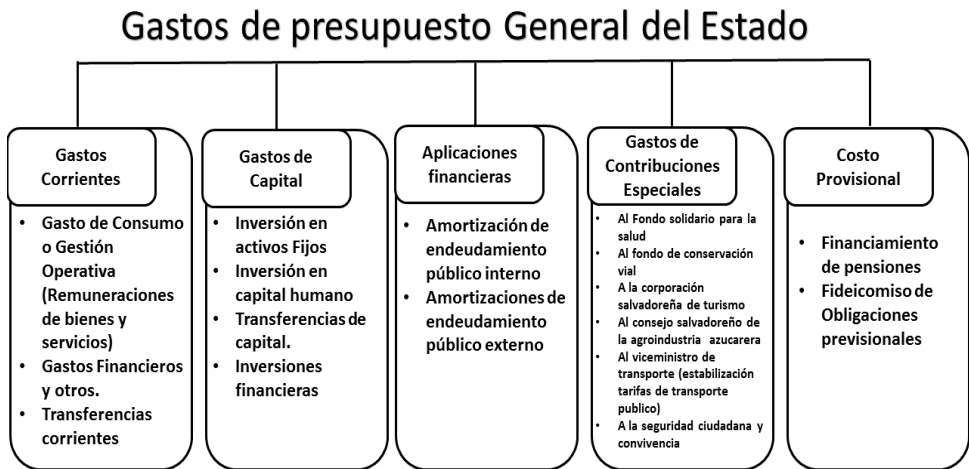 Gastos de presupuesto General del Estado
Gastos
Corrientes
• Gasto de Consumo
o Gestión
Operativa
(Remuneraciones
de bienes y
servicios)
• Gastos Financieros
y otros.
• Transferencias
corrientes
Gastos de
Capital
• Inversión en
activos Fijos
• Inversión en
capital humano
• Transferencias de
capital.
• Inversiones
financieras
Aplicaciones
financieras
• Amortización de
endeudamiento
público interno
• Amortizaciones de
endeudamiento
público externo
Gastos de
Contribuciones
Especiales
• Al Fondo solidario para la
salud
• Al fondo de conservación
vial
• A la corporación
salvadoreña de turismo
• Al consejo salvadoreño de
la agroindustria azucarera
• Al viceministro de
transporte (estabilización
tarifas de transporte
publico)
• A la seguridad ciudadana y
convivencia
Costo
Provisional
• Financiamiento
de pensiones
• Fideicomiso de
Obligaciones
previsionales